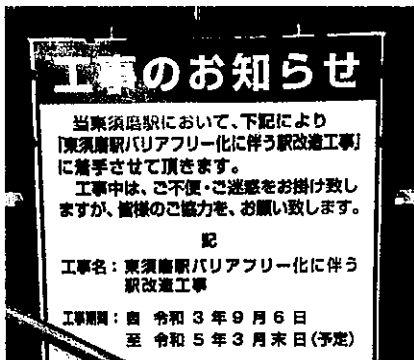 工事のお知らせ
当東須磨駅において、下記により
「東須磨駅バリアフリー化に伴う駅改造工事」
に着手させて頂きます。
工事中は、ご不便・ご迷惑をお掛け致し
ますが、皆様のご協力を、お願い致します。
記
工事名：東須磨駅バリアフリー化に伴う
駅改造工事
工事期間：自 令和3年9月6日
至 令和5年3月末日(予定)